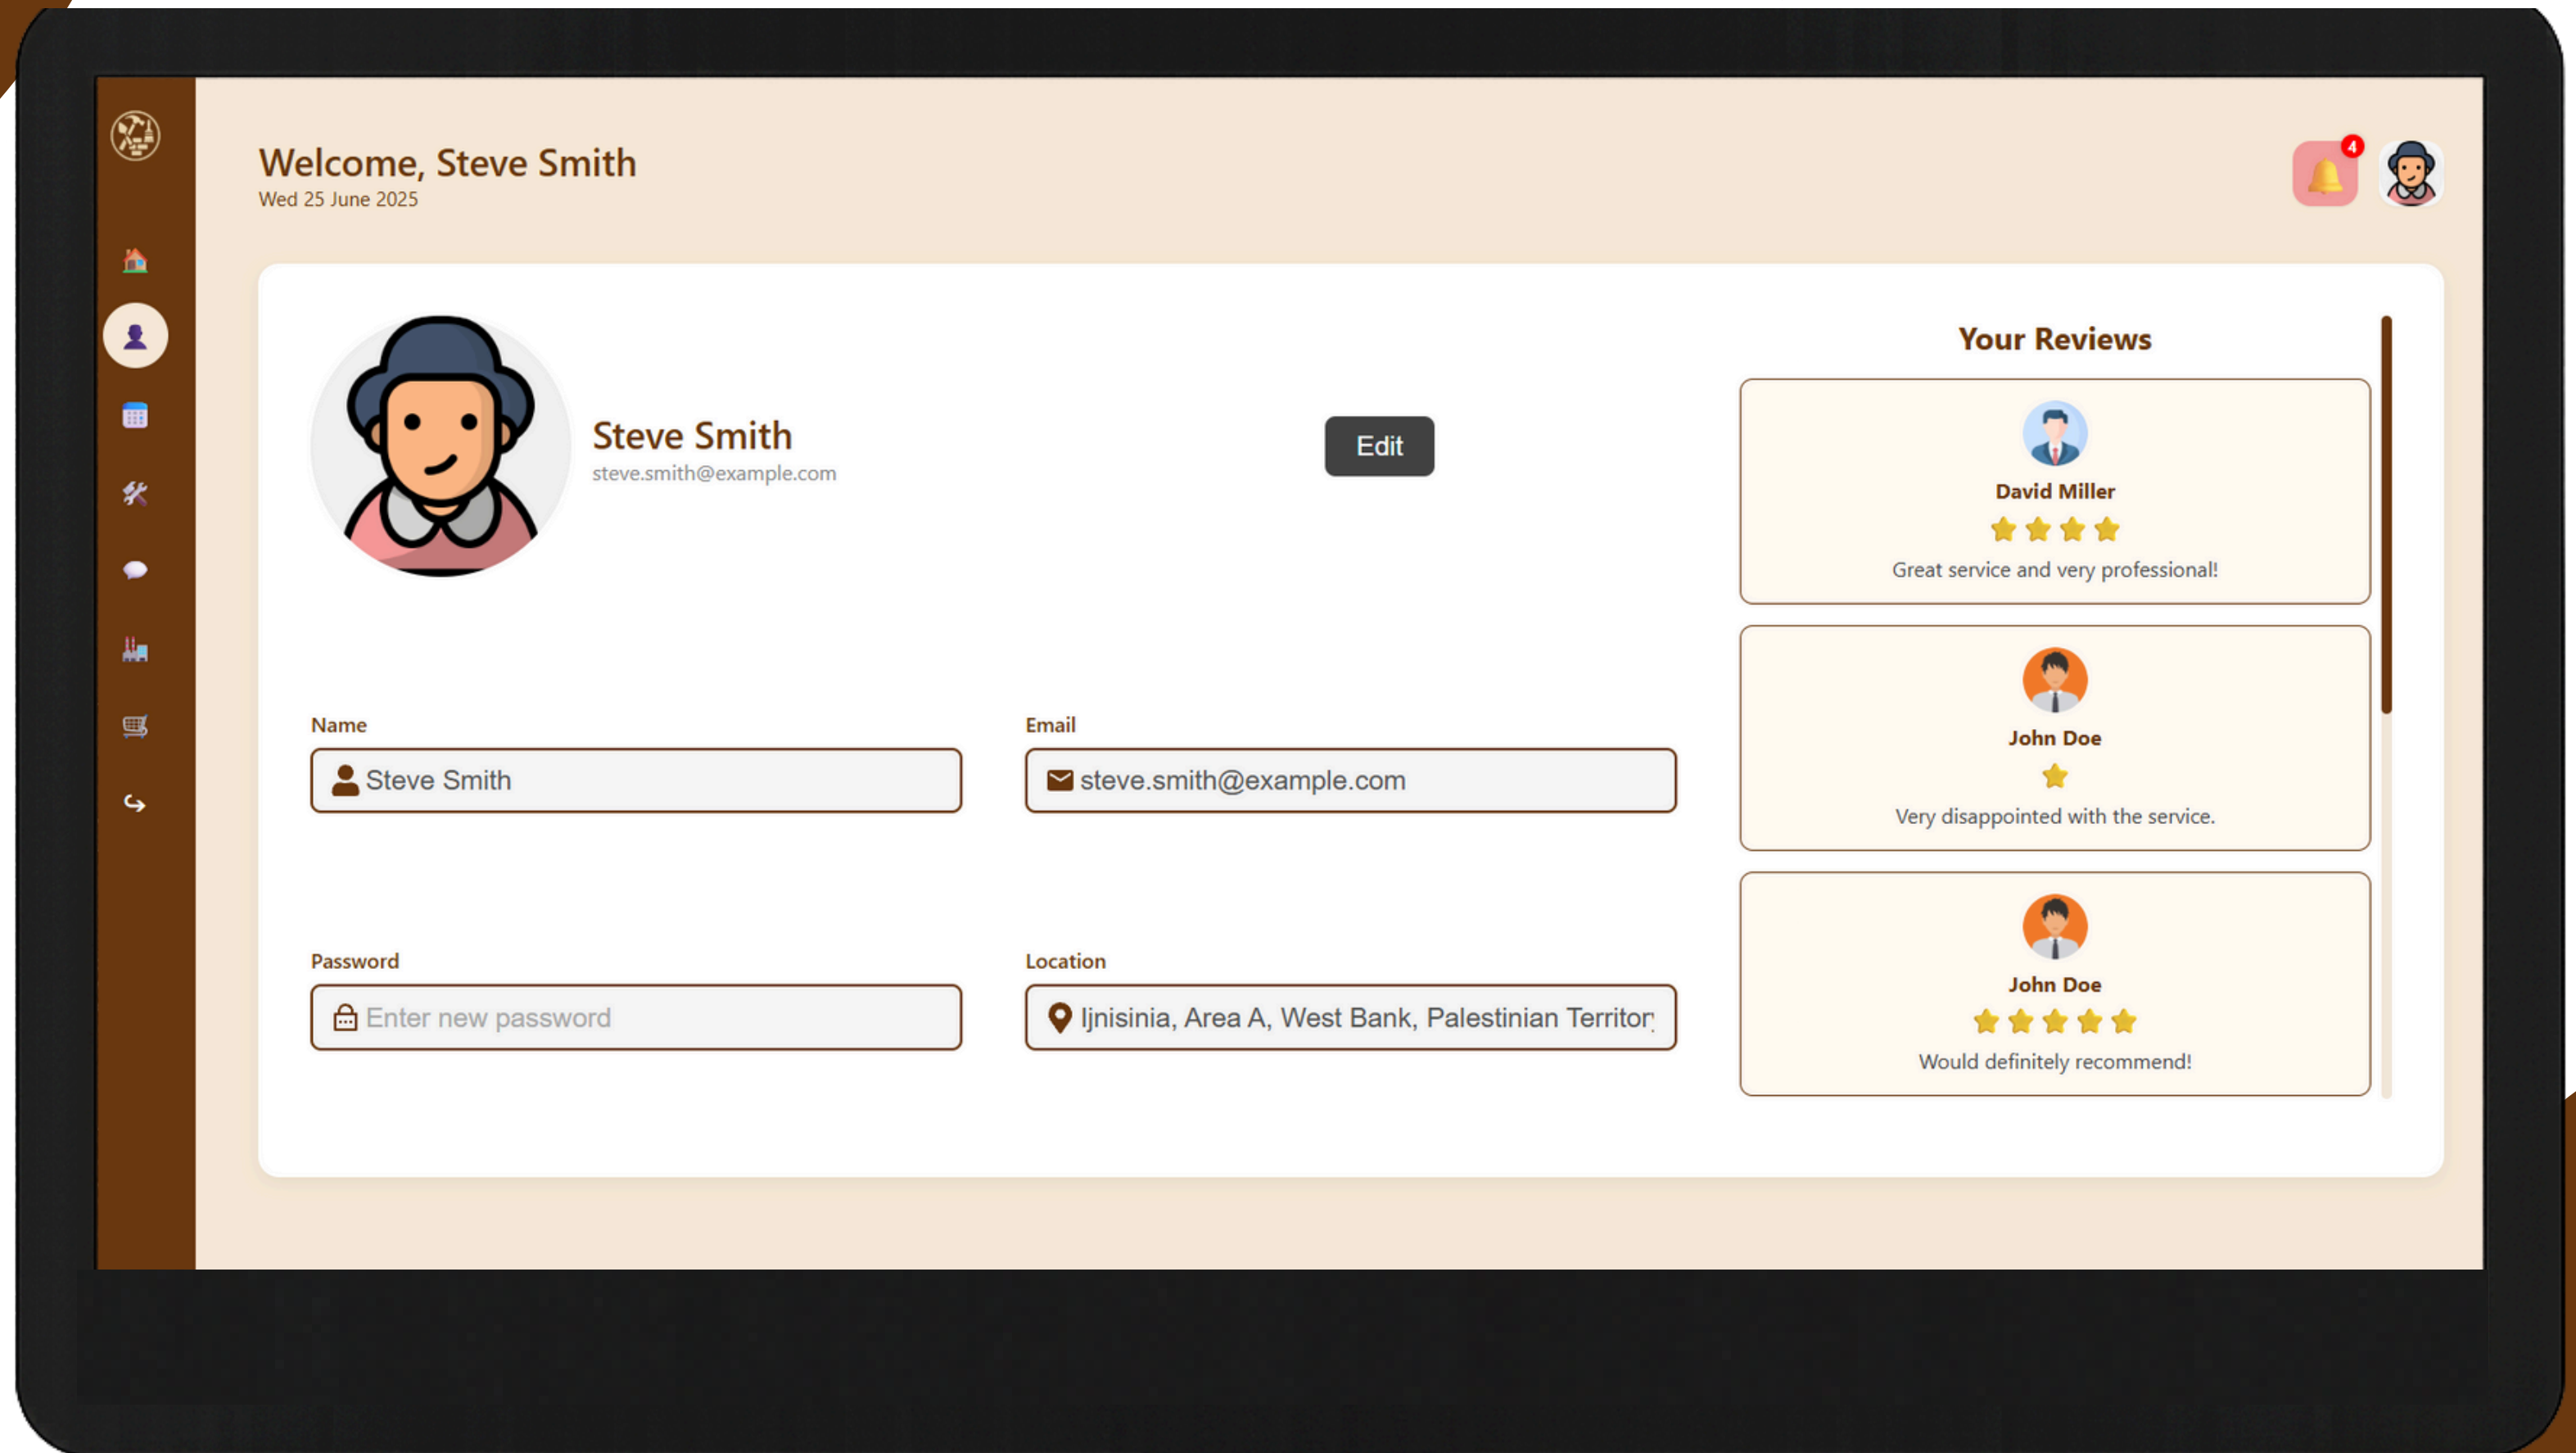 Welcome, Steve Smith
Wed 25 June 2025
4
Steve Smith
steve.smith@example.com
Edit
Name
Steve Smith
Email
steve.smith@example.com
Password
Enter new password
Location
Ijnisinia, Area A, West Bank, Palestinian Territory
Your Reviews
David Miller
Great service and very professional!
John Doe
Very disappointed with the service.
John Doe
Would definitely recommend!